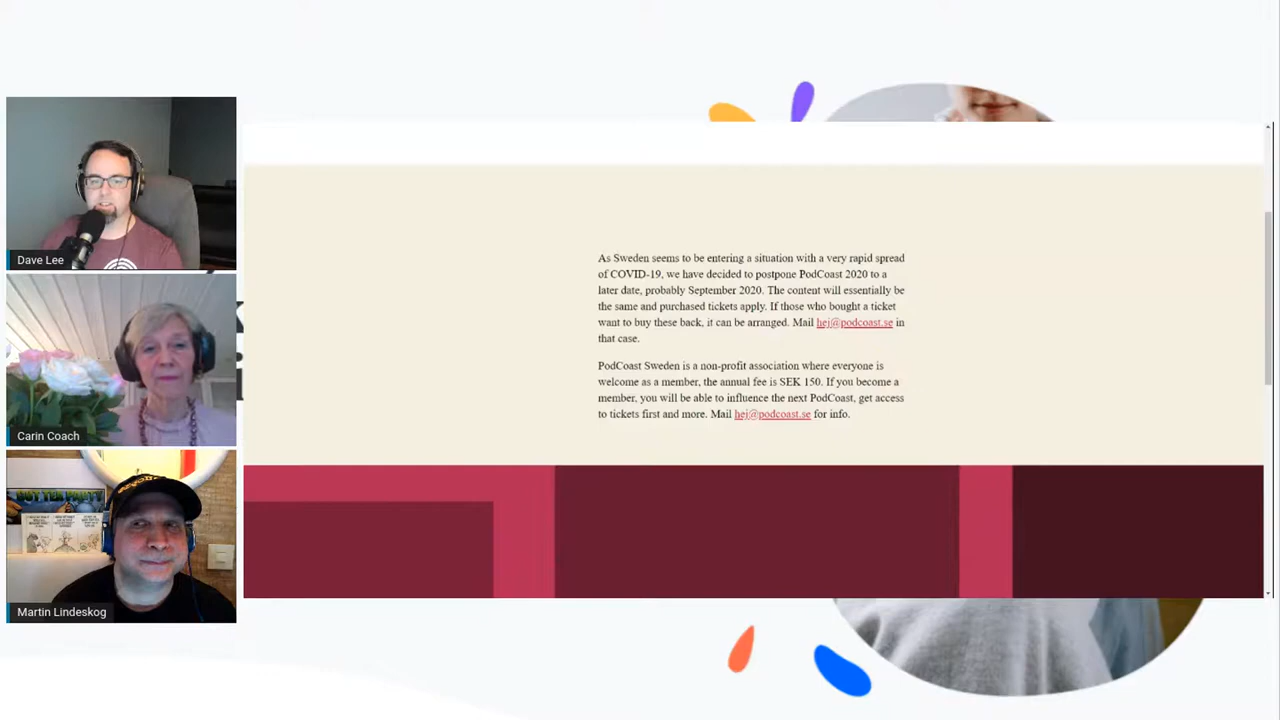 Dave Lee
Carin Coach
Martin Lindeskog
As Sweden seems to be entering a situation with a very rapid spread
of COVID-19, we have decided to postpone PodCoast 2020 to a
later date, probably September 2020. The content will essentially be
the same and purchased tickets apply. If those who bought a ticket
want to buy these back, it can be arranged. Mail hej@podcoast.se in
that case.
PodCoast Sweden is a non-profit association where everyone is
welcome as a member, the annual fee is SEK 150. If you become a
member, you will be able to influence the next PodCoast, get access
to tickets first and more. Mail hej@podcoast.se for info.